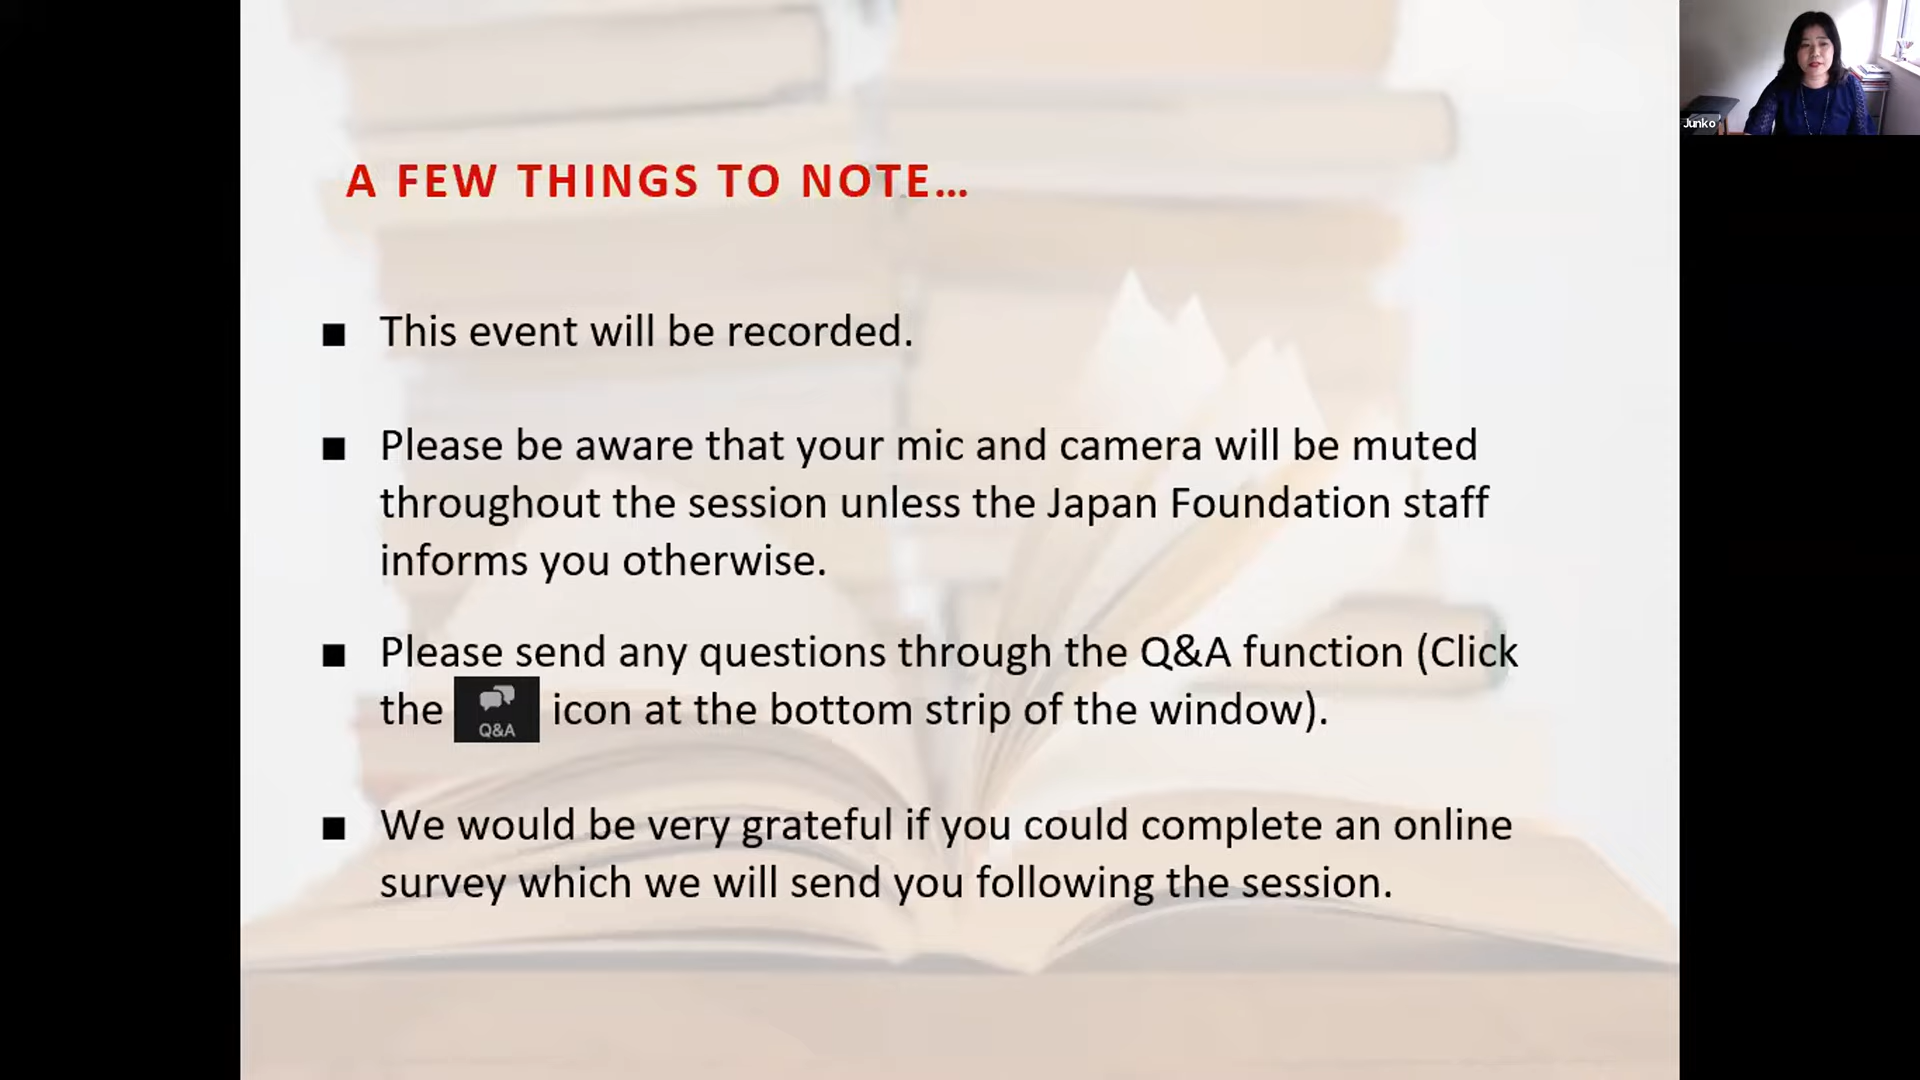 A FEW THINGS TO NOTE…
■ This event will be recorded.
■ Please be aware that your mic and camera will be muted
throughout the session unless the Japan Foundation staff
informs you otherwise.
■ Please send any questions through the Q&A function (Click
the Q&A icon at the bottom strip of the window).
■ We would be very grateful if you could complete an online
survey which we will send you following the session.
Junko